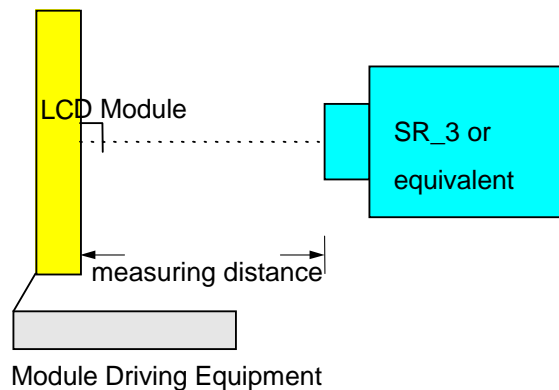 LCD Module
SR_3 or
equivalent
measuring distance
Module Driving Equipment